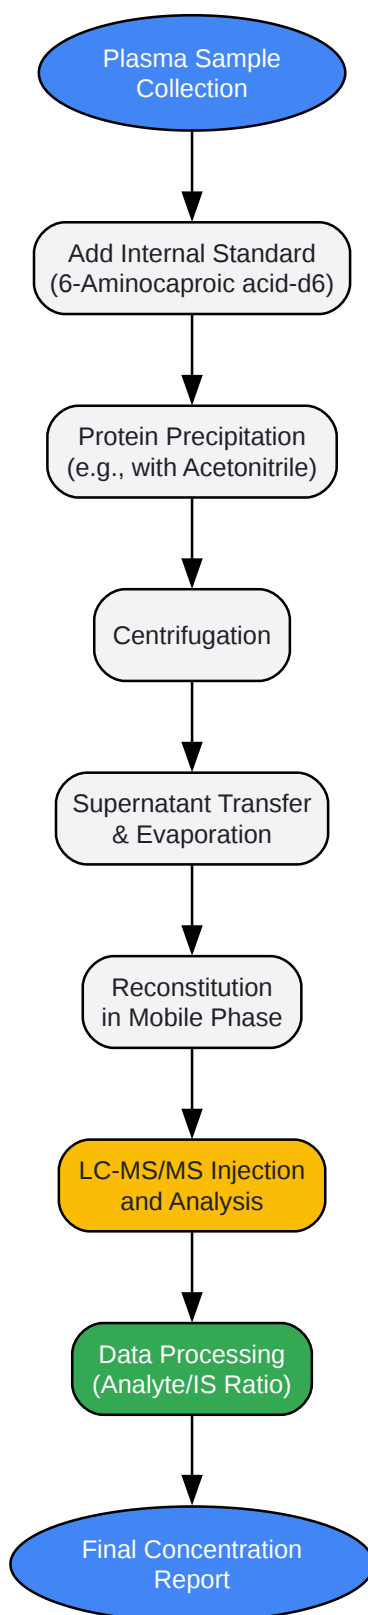 Plasma Sample
Collection
Add Internal Standard
(6-Aminocaproic acid-d6)
Protein Precipitation
(e.g., with Acetonitrile)
Centrifugation
Supernatant Transfer
& Evaporation
Reconstitution
in Mobile Phase
LC-MS/MS Injection
and Analysis
Data Processing
(Analyte/IS Ratio)
Final Concentration
Report